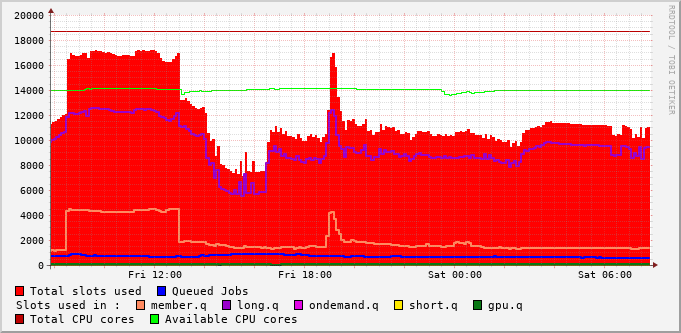 20000
18000
16000
14000
12000
10000
8000
6000
4000
2000
0
Fri 12:00 Fri 18:00 Sat 00:00 Sat 06:00
RRDTOOL / TOBI OETIKER
Total slots used Queued Jobs
Slots used in : member.q long.q ondemand.q short.q gpu.q
Total CPU cores Available CPU cores